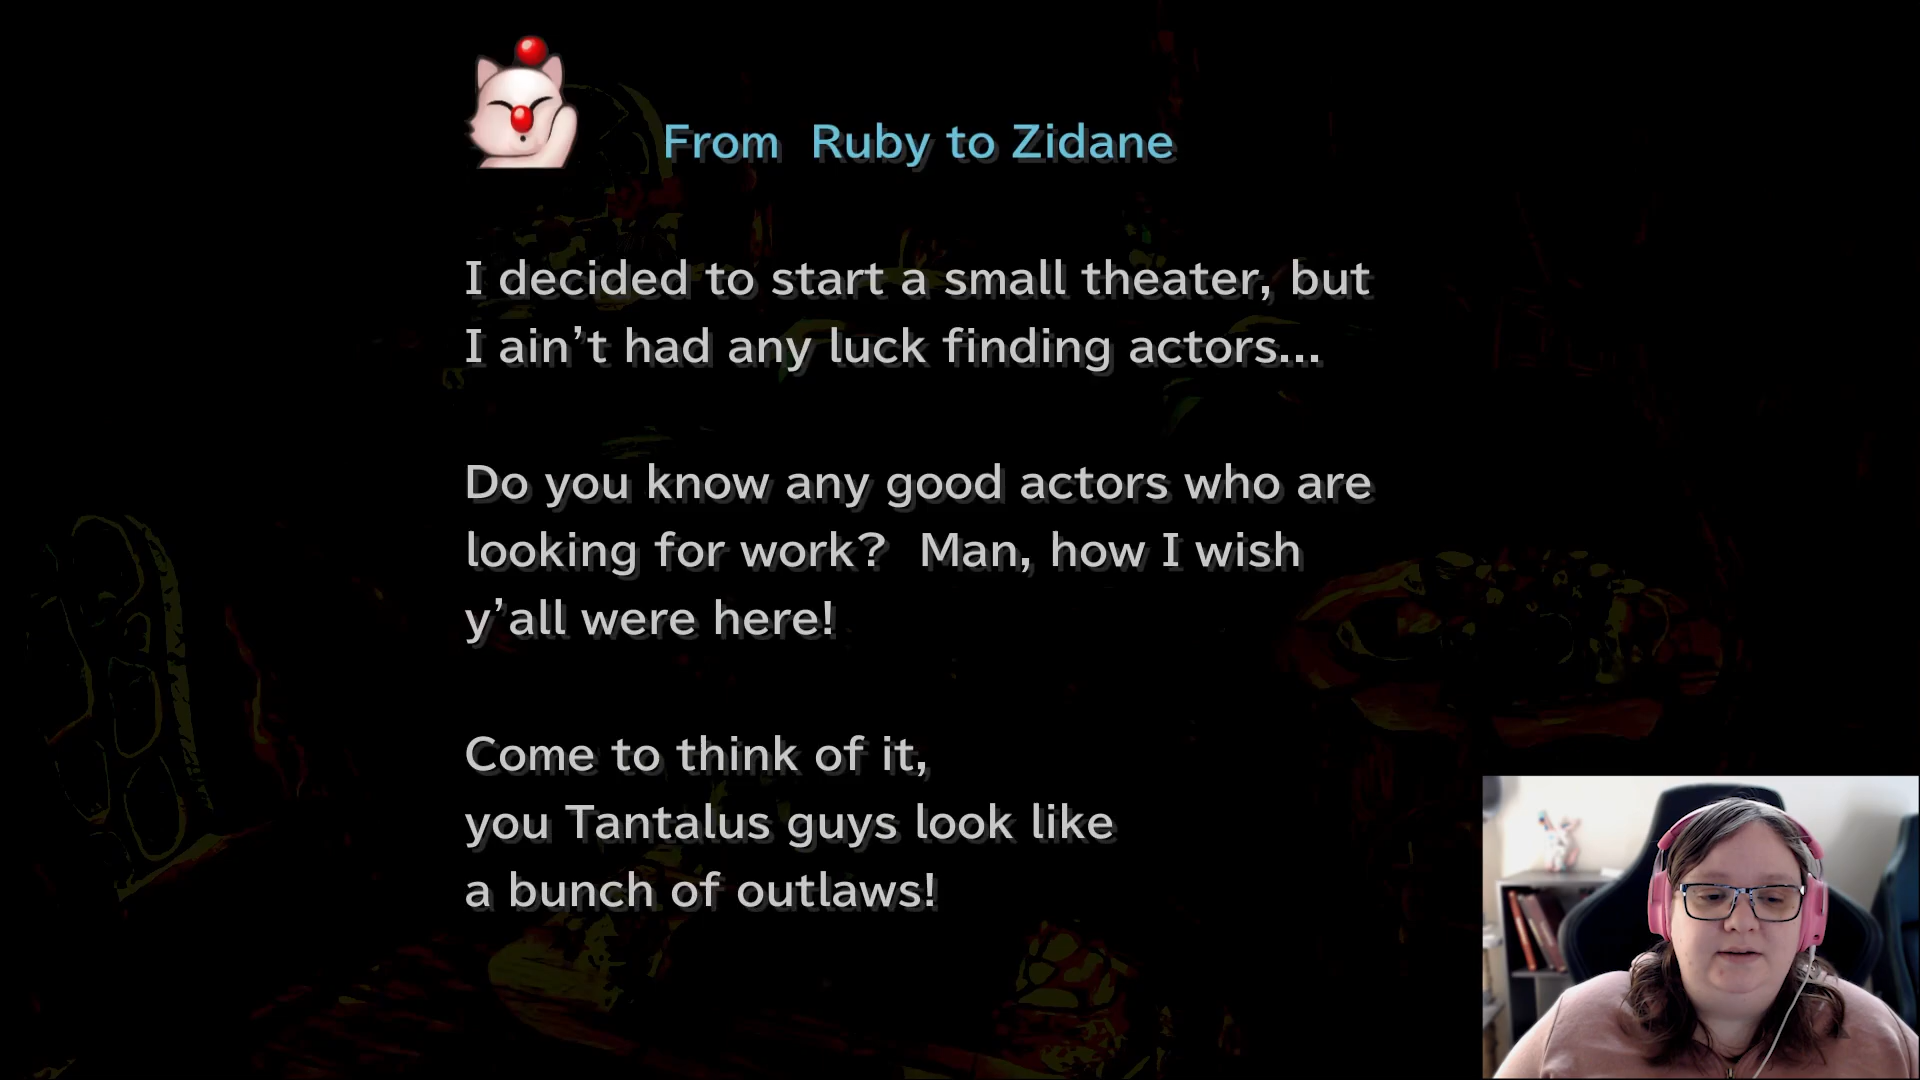 From  Ruby to Zidane
I decided to start a small theater, but
I ain't had any luck finding actors...
Do you know any good actors who are
looking for work?  Man, how I wish
y'all were here!
Come to think of it,
you Tantalus guys look like
a bunch of outlaws!